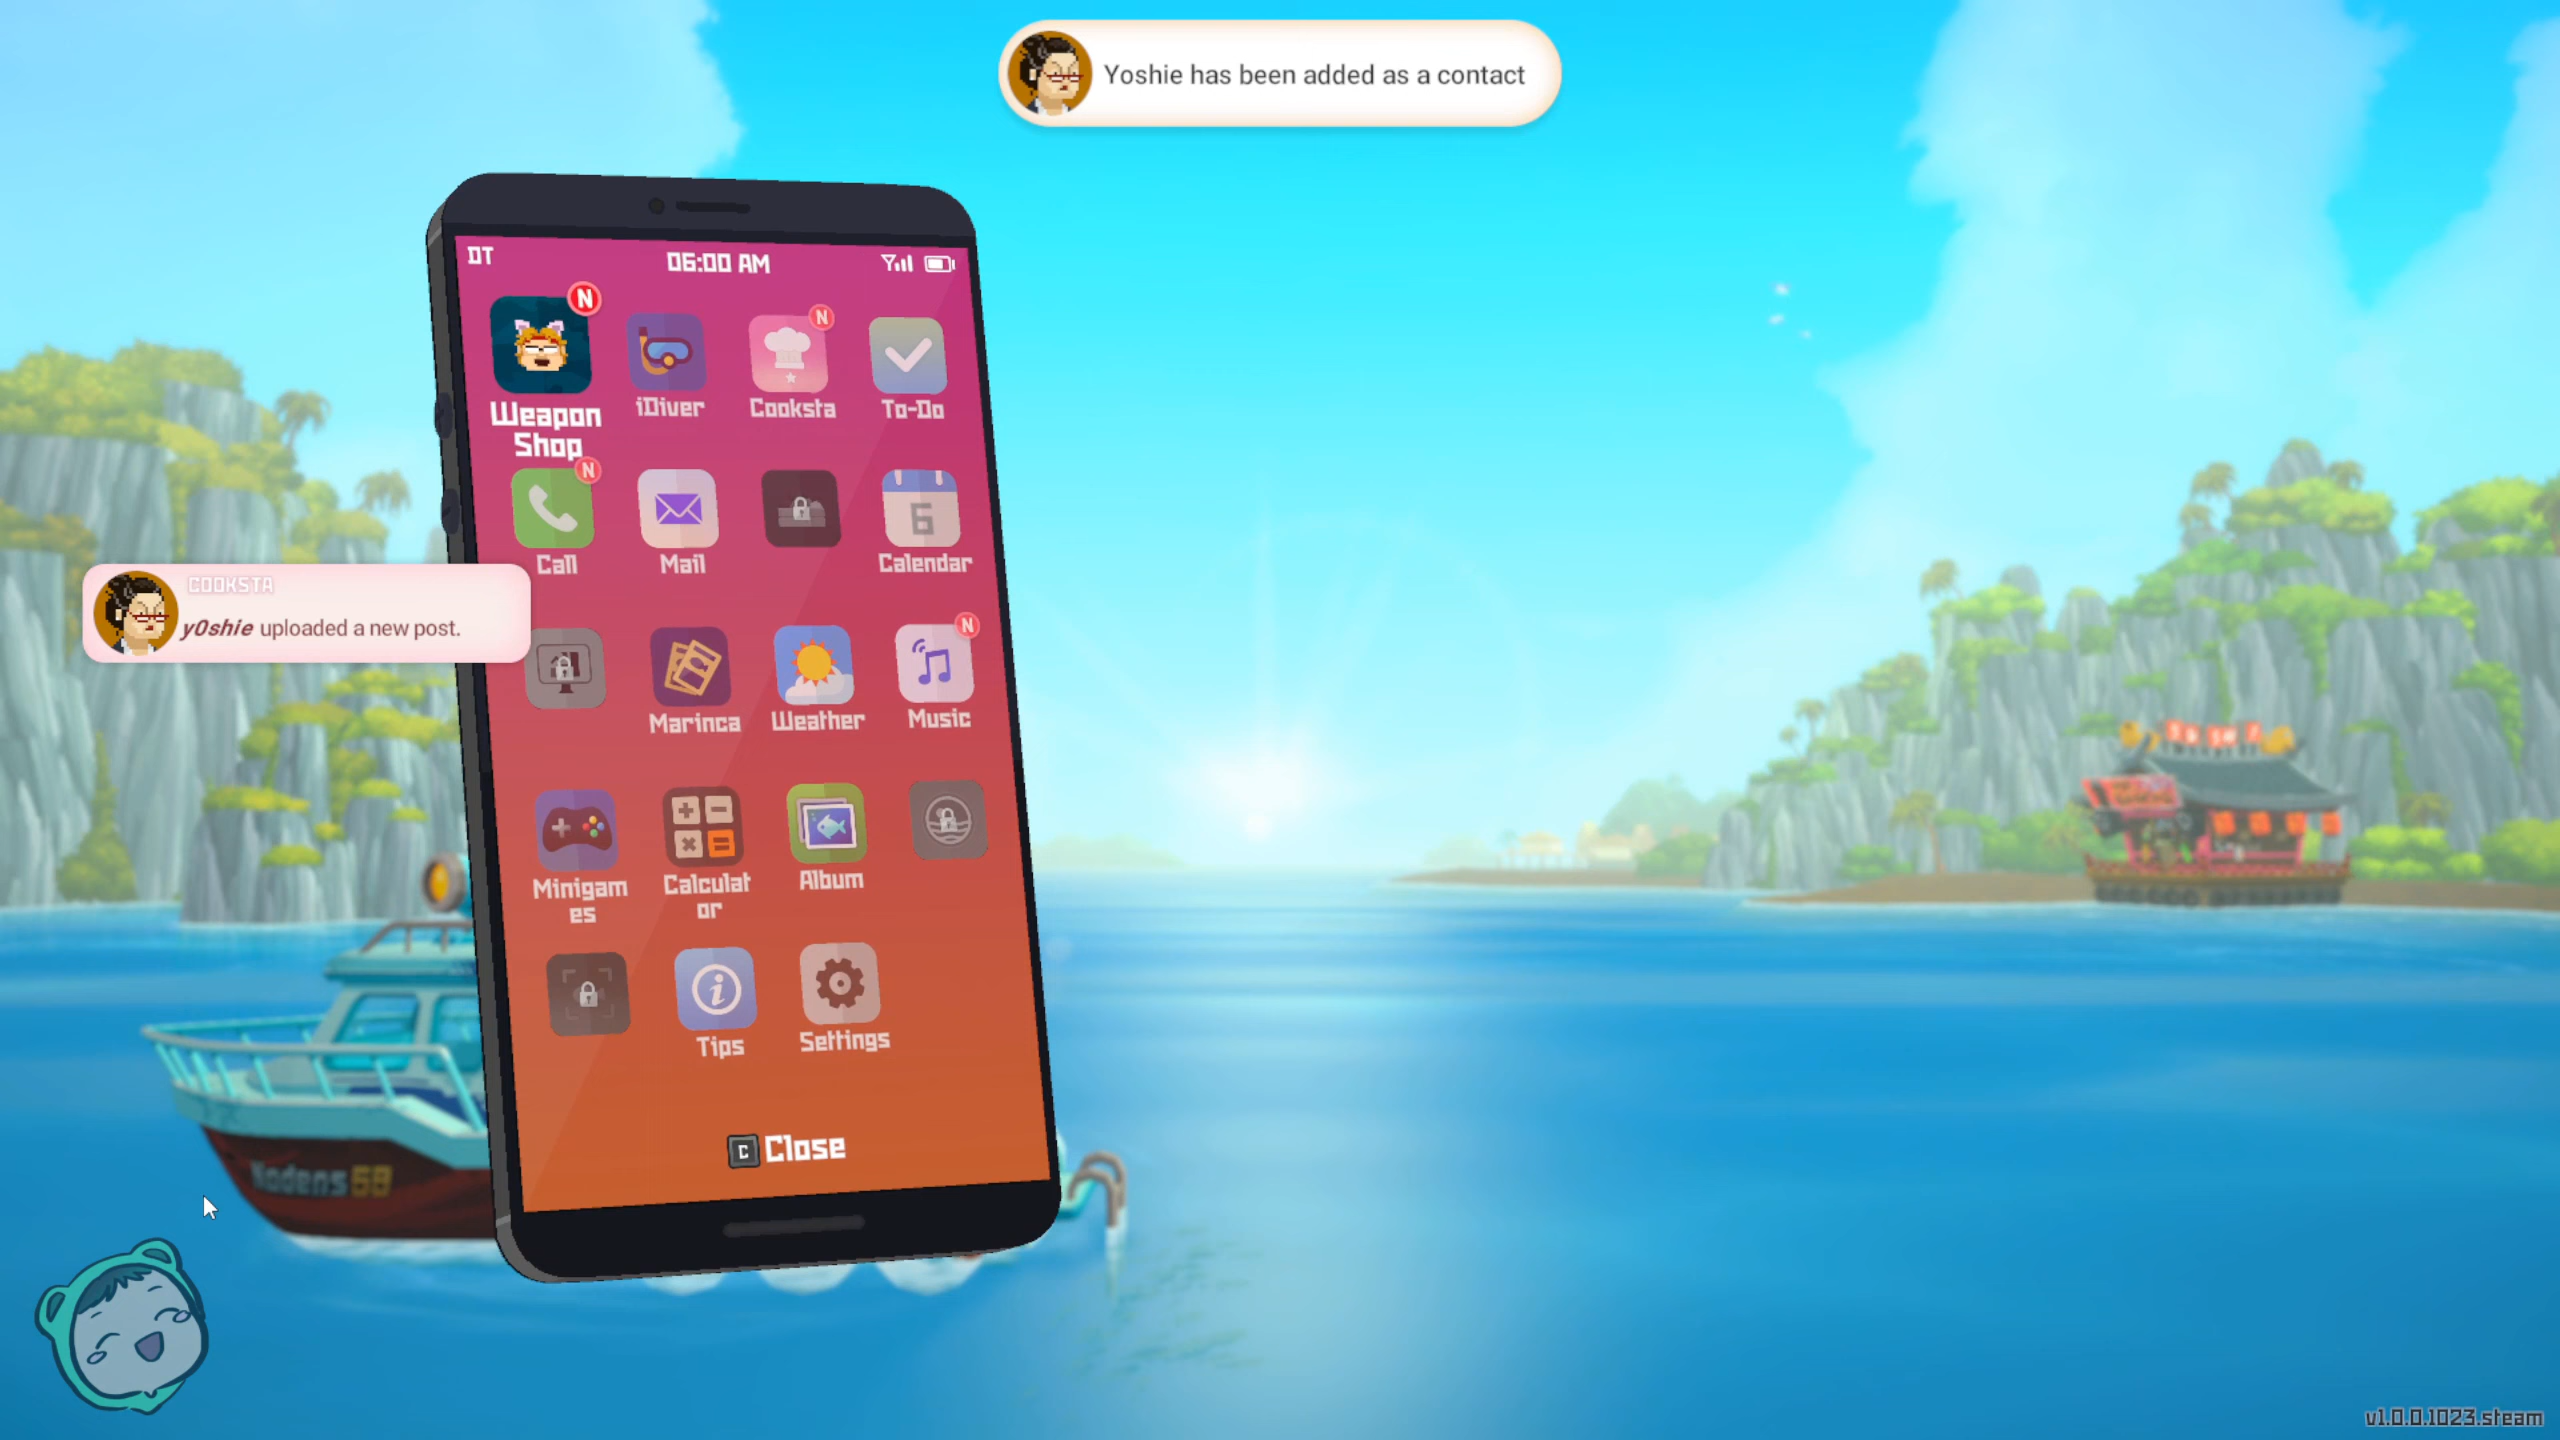 Yoshie has been added as a contact
DT
06:00 AM
N
N
Weapon
Shop
iDiver
Cooksta
To-Do
N
6
Call
Mail
Calendar
COOKSTA
y0shie uploaded a new post.
N
Marinca
Weather
Music
Minigam
es
Calculat
or
Album
Tips
Settings
C Close
Nadens 68
v1.0.0.1023.steam